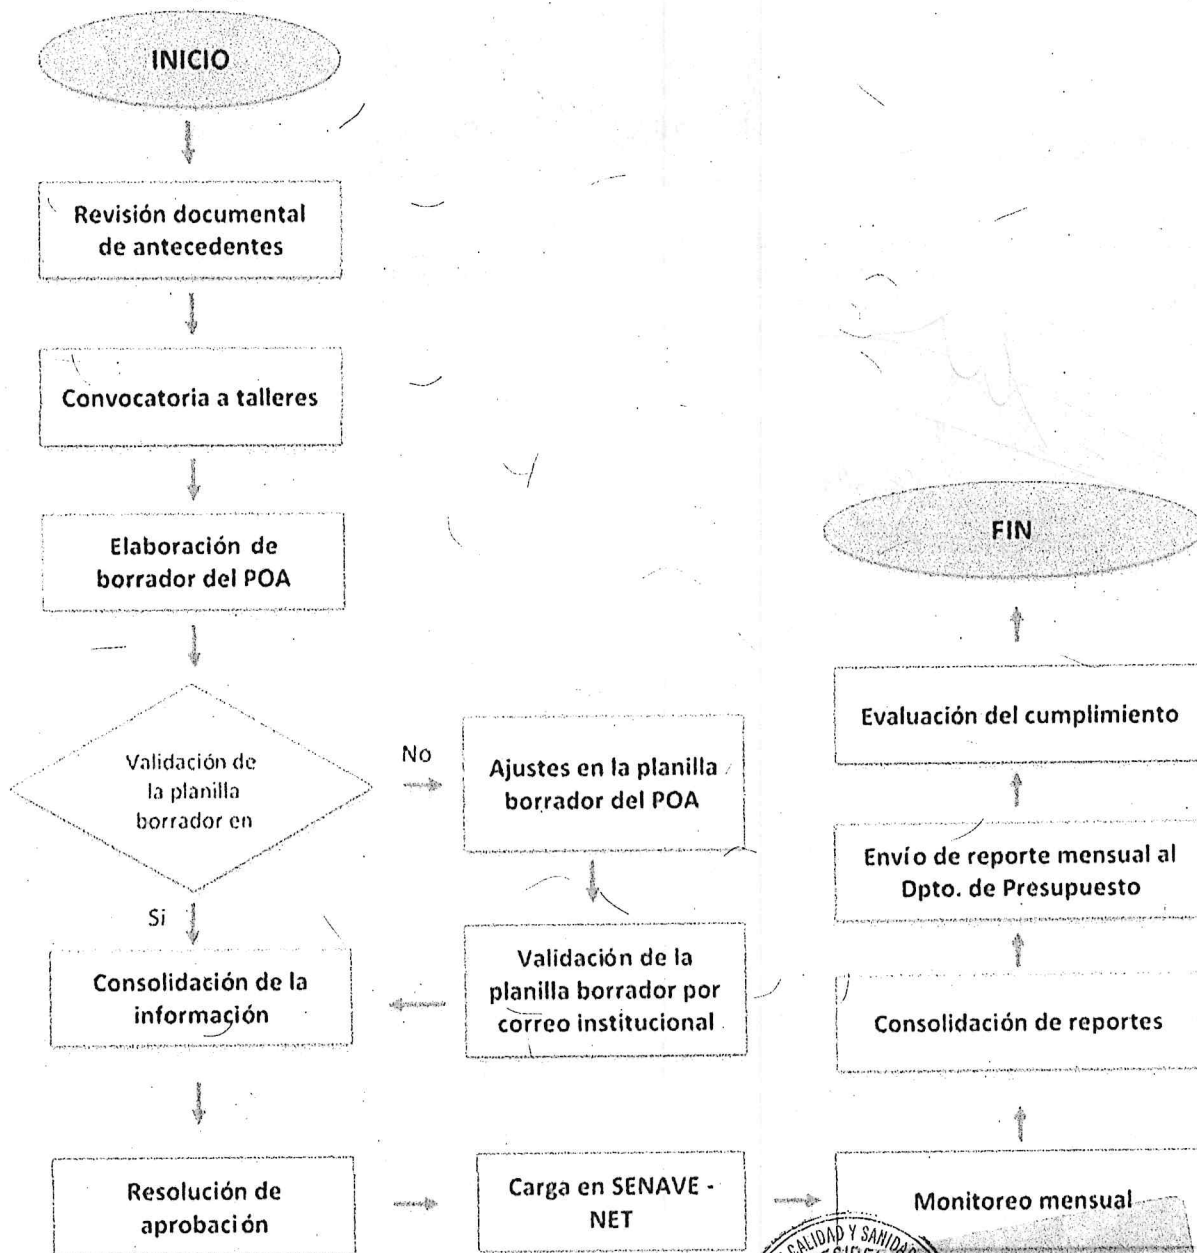 INICIO
Revisión documental
de antecedentes
Convocatoria a talleres
Elaboración de
borrador del POA
Validación de
la planilla
borrador en
No
Ajustes en la planilla
borrador del POA
Si
Validación de la
planilla borrador por
correo institucional
Consolidación de la
información
Resolución de
aprobación
Carga en SENAVE -
NET
Monitoreo mensual
Consolidación de reportes
Envío de reporte mensual al
Dpto. de Presupuesto
Evaluación del cumplimiento
FIN
CALIDAD Y SANIDAD